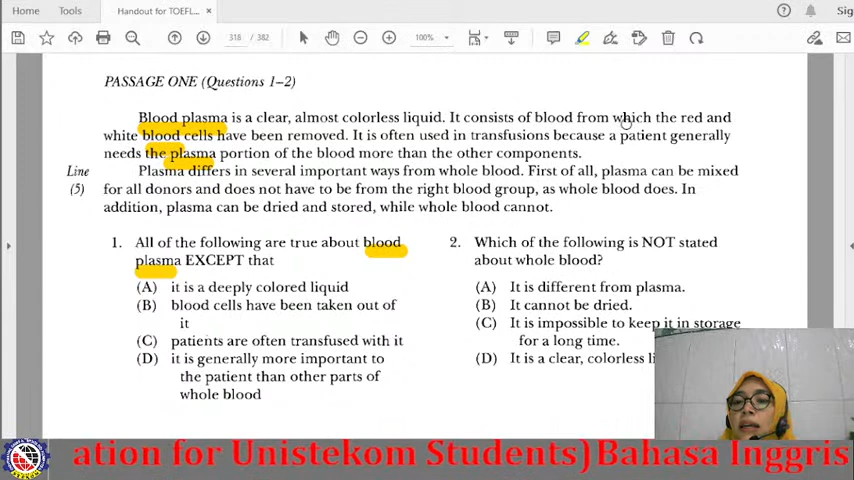 Home
Tools
Handout for TOEFL... ×
Sig
318 / 382
100%
PASSAGE ONE (Questions 1–2)
Blood plasma is a clear, almost colorless liquid. It consists of blood from which the red and
white blood cells have been removed. It is often used in transfusions because a patient generally
needs the plasma portion of the blood more than the other components.
Line Plasma differs in several important ways from whole blood. First of all, plasma can be mixed
(5) for all donors and does not have to be from the right blood group, as whole blood does. In
addition, plasma can be dried and stored, while whole blood cannot.
1. All of the following are true about blood
plasma EXCEPT that
(A) it is a deeply colored liquid
(B) blood cells have been taken out of
it
(C) patients are often transfused with it
(D) it is generally more important to
the patient than other parts of
whole blood
2. Which of the following is NOT stated
about whole blood?
(A) It is different from plasma.
(B) It cannot be dried.
(C) It is impossible to keep it in storage
for a long time.
(D) It is a clear, colorless
ation for Unistekom Students) Bahasa Inggris